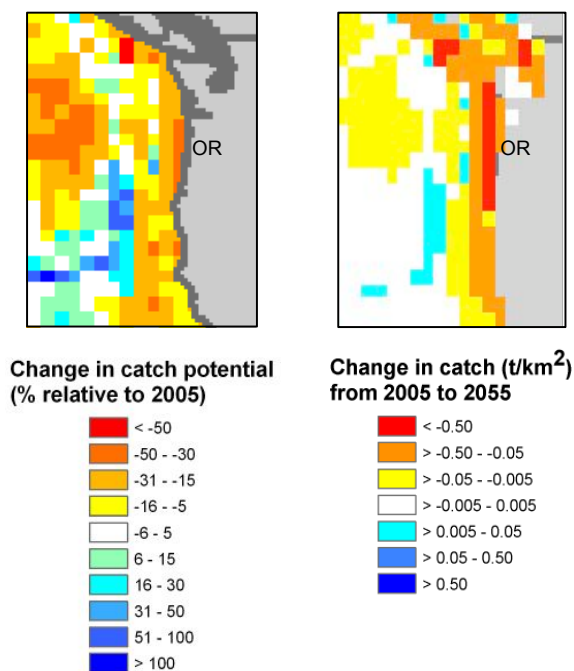 OR
OR
Change in catch potential
(% relative to 2005)
< -50
-50 - -30
-31 - -15
-16 - -5
-6 - 5
6 - 15
16 - 30
31 - 50
51 - 100
> 100
Change in catch (t/km²)
from 2005 to 2055
< -0.50
> -0.50 - -0.05
> -0.05 - -0.005
> -0.005 - 0.005
> 0.005 - 0.05
> 0.05 - 0.50
> 0.50